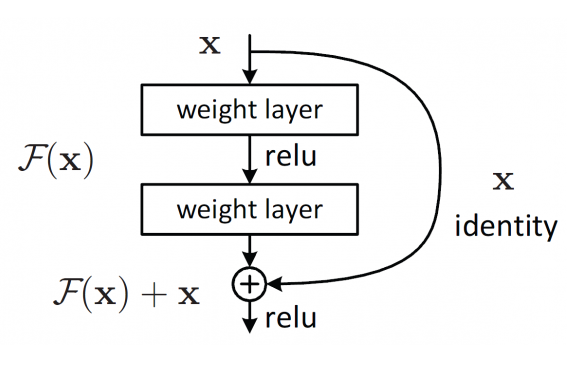 x
weight layer
relu
F(x)
weight layer
x
identity
F(x) + x
+
relu